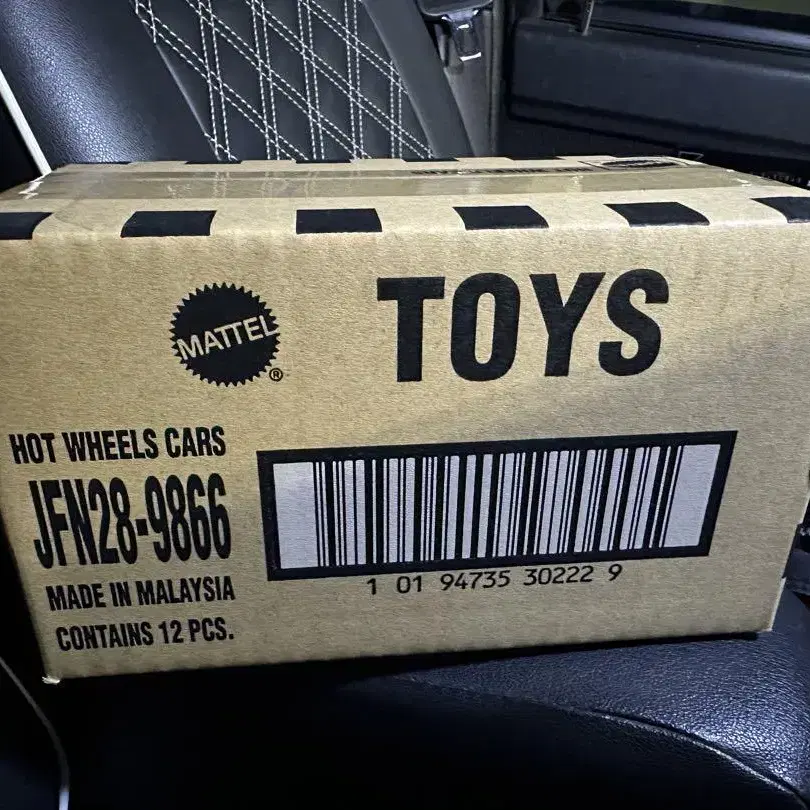 MATTEL
®
TOYS
HOT WHEELS CARS
JFN28-9866
MADE IN MALAYSIA
CONTAINS 12 PCS.
1 01 94735 30222 9